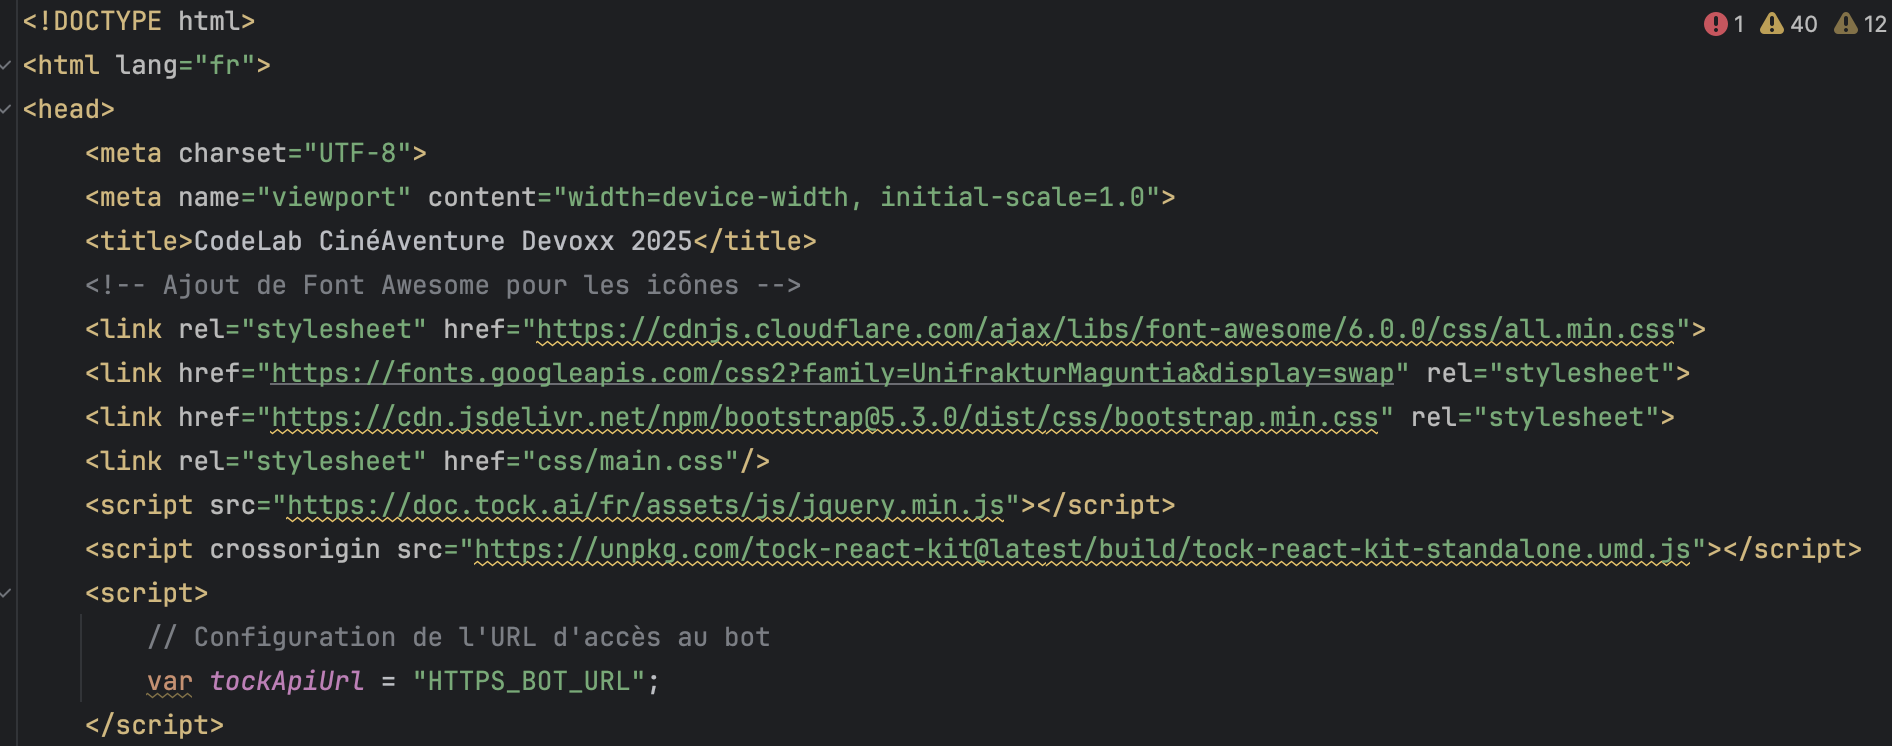 <!DOCTYPE html>
1 40 12
<html lang="fr">
<head>
    <meta charset="UTF-8">
    <meta name="viewport" content="width=device-width, initial-scale=1.0">
    <title>CodeLab CinéAventure Devoxx 2025</title>
    <!-- Ajout de Font Awesome pour les icônes -->
    <link rel="stylesheet" href="https://cdnjs.cloudflare.com/ajax/libs/font-awesome/6.0.0/css/all.min.css">
    <link href="https://fonts.googleapis.com/css2?family=UnifrakturMaguntia&display=swap" rel="stylesheet">
    <link href="https://cdn.jsdelivr.net/npm/bootstrap@5.3.0/dist/css/bootstrap.min.css" rel="stylesheet">
    <link rel="stylesheet" href="css/main.css"/>
    <script src="https://doc.tock.ai/fr/assets/js/jquery.min.js"></script>
    <script crossorigin src="https://unpkg.com/tock-react-kit@latest/build/tock-react-kit-standalone.umd.js"></script>
    <script>
        // Configuration de l'URL d'accès au bot
        var tockApiUrl = "HTTPS_BOT_URL";
    </script>